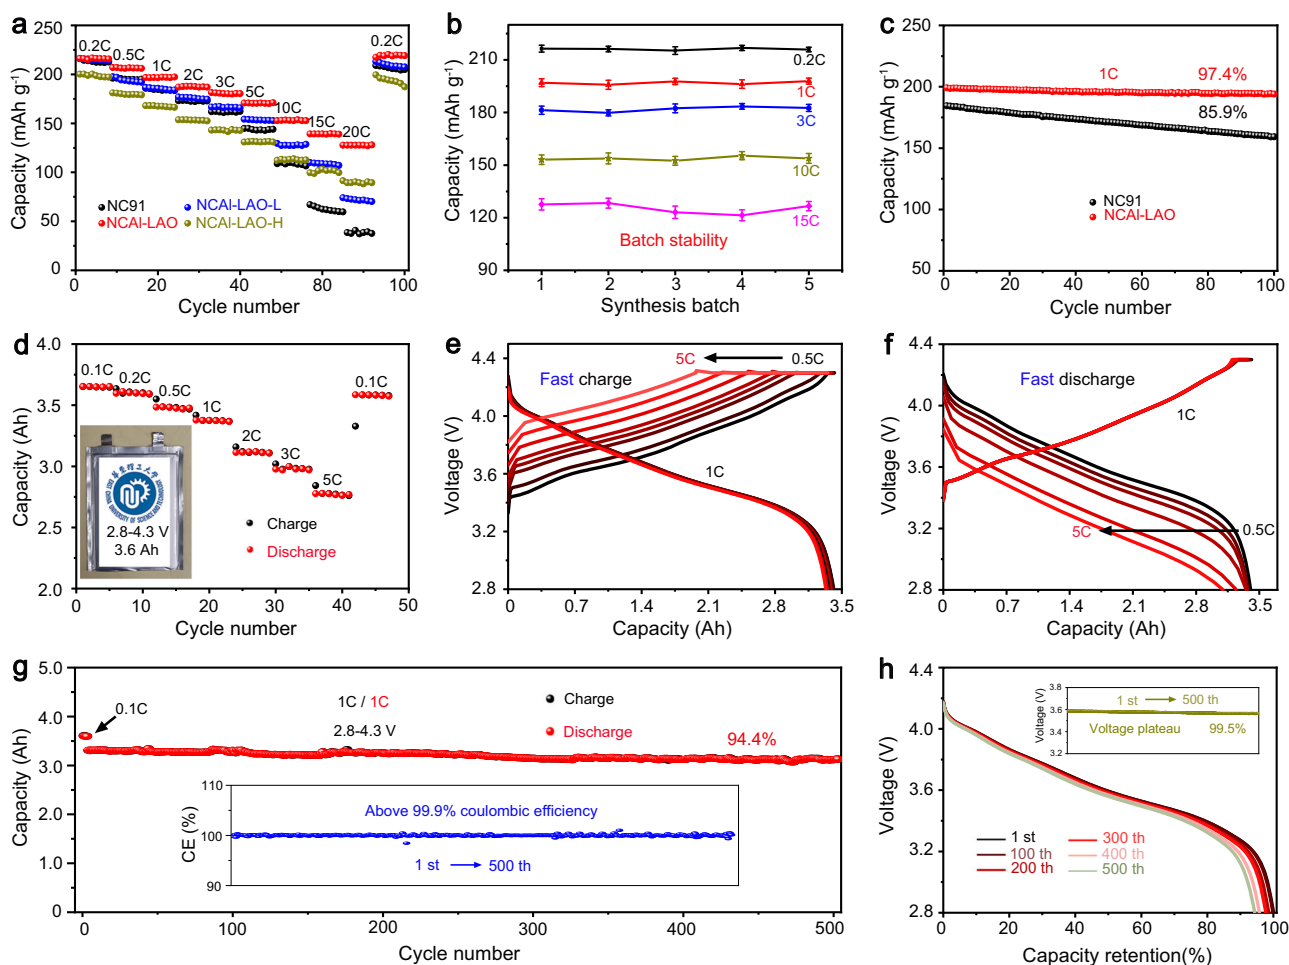 a
Capacity (mAh g⁻¹)
250
200
150
100
50
0
0.2C
0.5C
1C
2C
3C
5C
10C
15C
20C
0.2C
NC91
NCAl-LAO-L
NCAl-LAO
NCAl-LAO-H
0
20
40
60
80
100
Cycle number
b
Capacity (mAh g⁻¹)
210
180
150
120
90
0.2C
1C
3C
10C
15C
Batch stability
1
2
3
4
5
Synthesis batch
c
Capacity (mAh g⁻¹)
250
200
150
100
50
1C
97.4%
85.9%
NC91
NCAl-LAO
0
20
40
60
80
100
Cycle number
d
Capacity (Ah)
4.0
3.5
3.0
2.5
2.0
0.1C
0.2C
0.5C
1C
2C
3C
5C
0.1C
華東理工大学
EAST CHINA UNIVERSITY OF SCIENCE AND TECHNOLOGY
2.8-4.3 V
3.6 Ah
Charge
Discharge
0
10
20
30
40
50
Cycle number
e
Voltage (V)
4.4
4.0
3.6
3.2
2.8
5C
0.5C
Fast charge
1C
0
0.7
1.4
2.1
2.8
3.5
Capacity (Ah)
f
Voltage (V)
4.4
4.0
3.6
3.2
2.8
Fast discharge
1C
5C
0.5C
0
0.7
1.4
2.1
2.8
3.5
Capacity (Ah)
g
Capacity (Ah)
5.0
4.0
3.0
2.0
1.0
0.0
0.1C
1C / 1C
2.8-4.3 V
Charge
Discharge
94.4%
CE (%)
110
100
90
Above 99.9% coulombic efficiency
1 st
500 th
0
100
200
300
400
500
Cycle number
h
Voltage (V)
4.4
4.0
3.6
3.2
2.8
Voltage (V)
3.8
3.6
3.4
3.2
1 st
500 th
Voltage plateau
99.5%
1 st
300 th
100 th
400 th
200 th
500 th
0
20
40
60
80
100
Capacity retention(%)